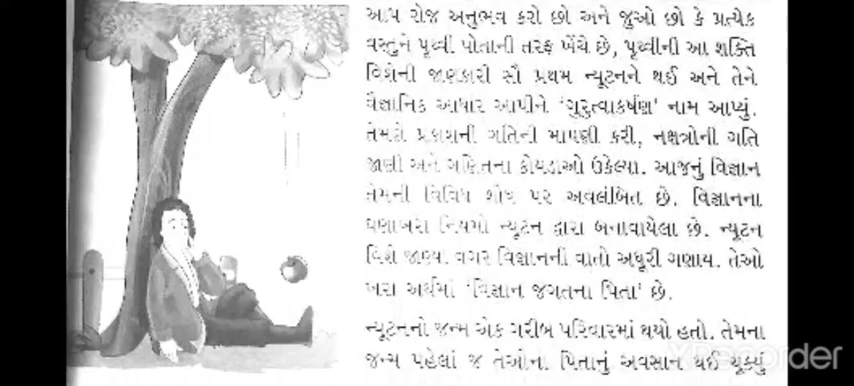 આપ રોજ અનુભવ કરો છો અને જુઓ છો કે પ્રત્યેક
વસ્તુને પૃથ્વી પોતાની તરફ ખેંચે છે, પૃથ્વીની આ શક્તિ
વિશેની જાણકારી સૌ પ્રથમ ન્યૂટનને થઈ અને તેને
વૈજ્ઞાનિક આધાર આપીને 'ગુરુત્વાકર્ષણ' નામ આપ્યું.
તેમણે પ્રકાશની ગતિની માપણી કરી, નક્ષત્રોની ગતિ
જાણી અને ગણિતના કોયડાઓ ઉકેલ્યા. આજનું વિજ્ઞાન
તેમની વિવિધ શોધ પર અવલંબિત છે. વિજ્ઞાનના
ઘણાખરા નિયમો ન્યૂટન દ્વારા બનાવાયેલા છે. ન્યૂટન
વિશે જાણ્યા વગર વિજ્ઞાનની વાતો અધૂરી ગણાય. તેઓ
ખરા અર્થમાં 'વિજ્ઞાન જગતના પિતા' છે.
ન્યૂટનનો જન્મ એક ગરીબ પરિવારમાં થયો હતો. તેમના
જન્મ પહેલાં જ તેઓના પિતાનું અવસાન થઈ ચૂક્યું
XRecorder